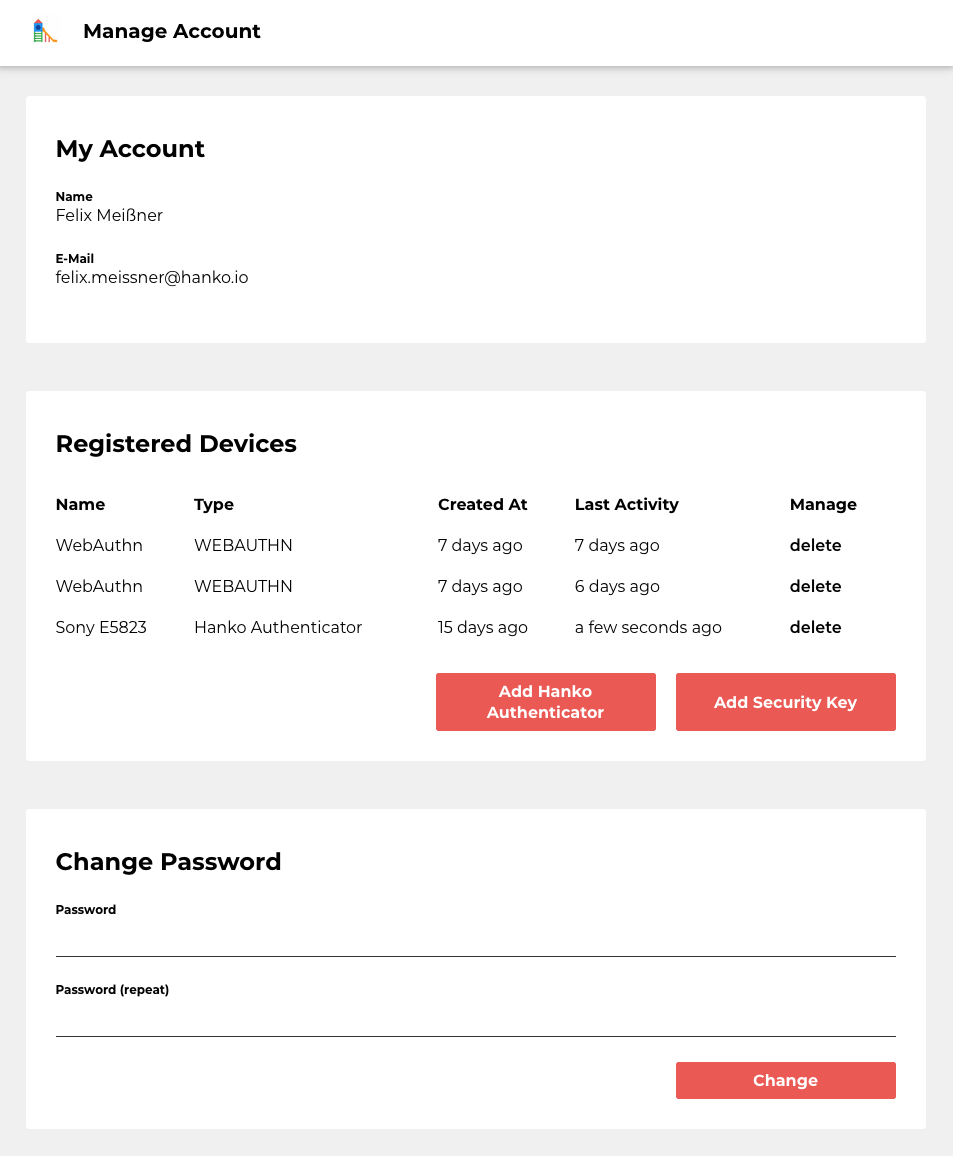 Manage Account
My Account
Name
Felix Meißner
E-Mail
felix.meissner@hanko.io
Registered Devices
Name Type Created At Last Activity Manage
WebAuthn WEBAUTHN 7 days ago 7 days ago delete
WebAuthn WEBAUTHN 7 days ago 6 days ago delete
Sony E5823 Hanko Authenticator 15 days ago a few seconds ago delete
Add Hanko
Authenticator
Add Security Key
Change Password
Password
Password (repeat)
Change